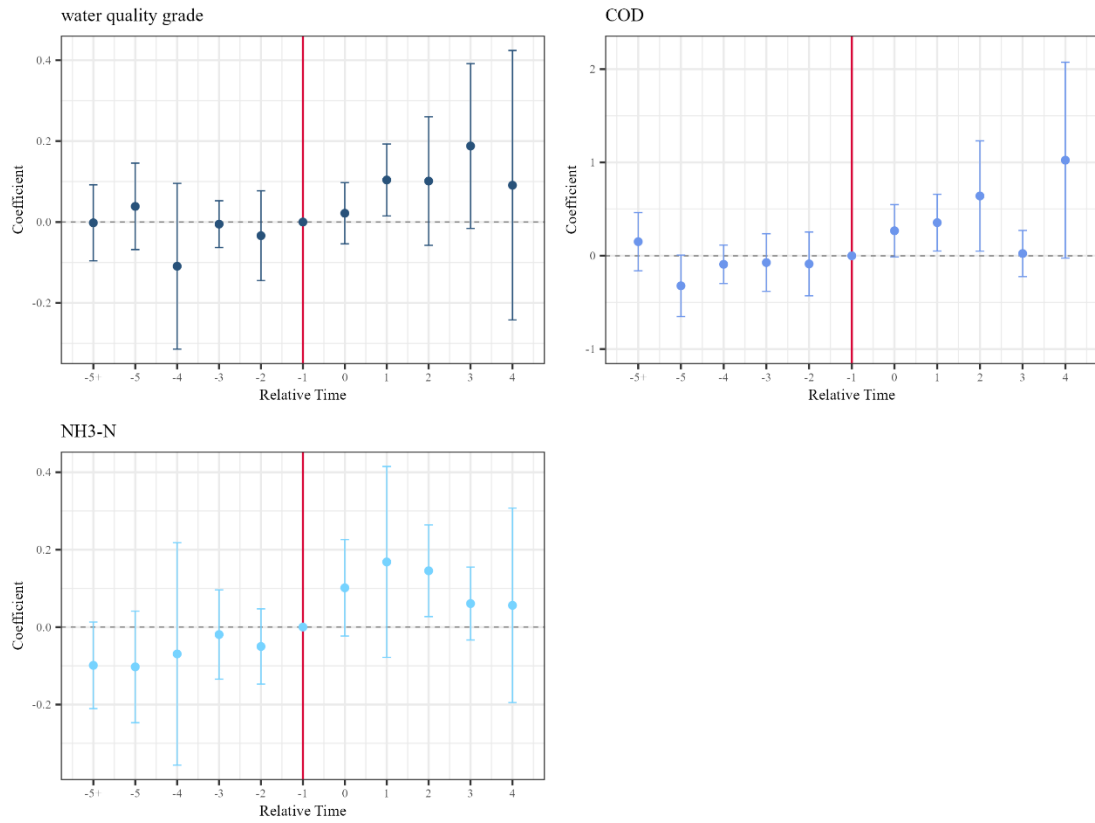 water quality grade
0.4
0.2
0.0
-0.2
Coefficient
-5+ -5 -4 -3 -2 -1 0 1 2 3 4
Relative Time
COD
2
1
0
-1
Coefficient
-5+ -5 -4 -3 -2 -1 0 1 2 3 4
Relative Time
NH3-N
0.4
0.2
0.0
-0.2
Coefficient
-5+ -5 -4 -3 -2 -1 0 1 2 3 4
Relative Time